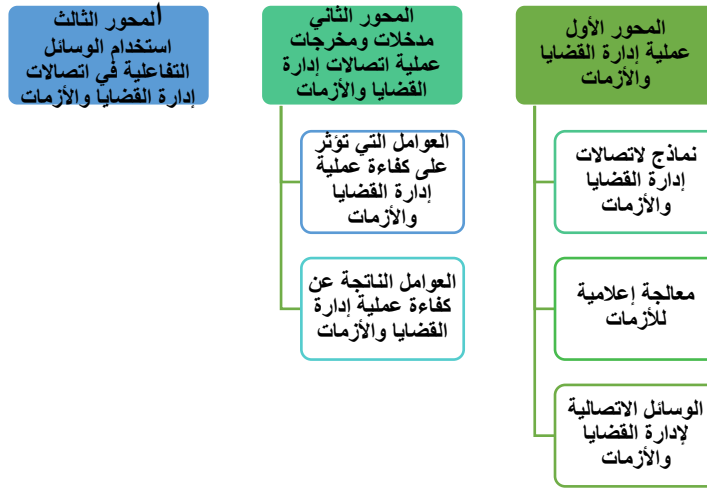 المحور الأول
عملية إدارة القضايا
والأزمات
نماذج لاتصالات
إدارة القضايا
والأزمات
معالجة إعلامية
للأزمات
الوسائل الاتصالية
لإدارة القضايا
والأزمات
المحور الثاني
مدخلات ومخرجات
عملية اتصالات إدارة
القضايا والأزمات
العوامل التي تؤثر
على كفاءة عملية
إدارة القضايا
والأزمات
العوامل الناتجة عن
كفاءة عملية إدارة
القضايا والأزمات
المحور الثالث
استخدام الوسائل
التفاعلية في اتصالات
إدارة القضايا والأزمات